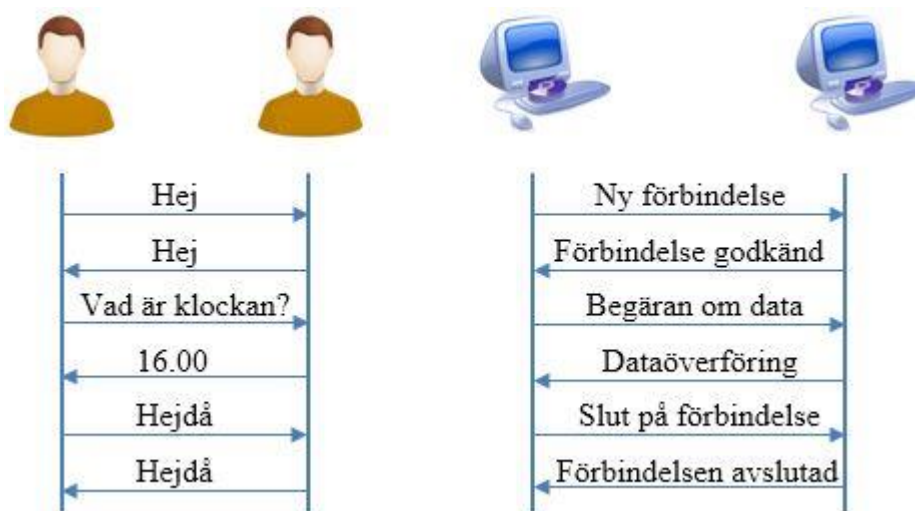 Hej
Hej
Vad är klockan?
16.00
Hejdå
Hejdå
Ny förbindelse
Förbindelse godkänd
Begäran om data
Dataöverföring
Slut på förbindelse
Förbindelsen avslutad